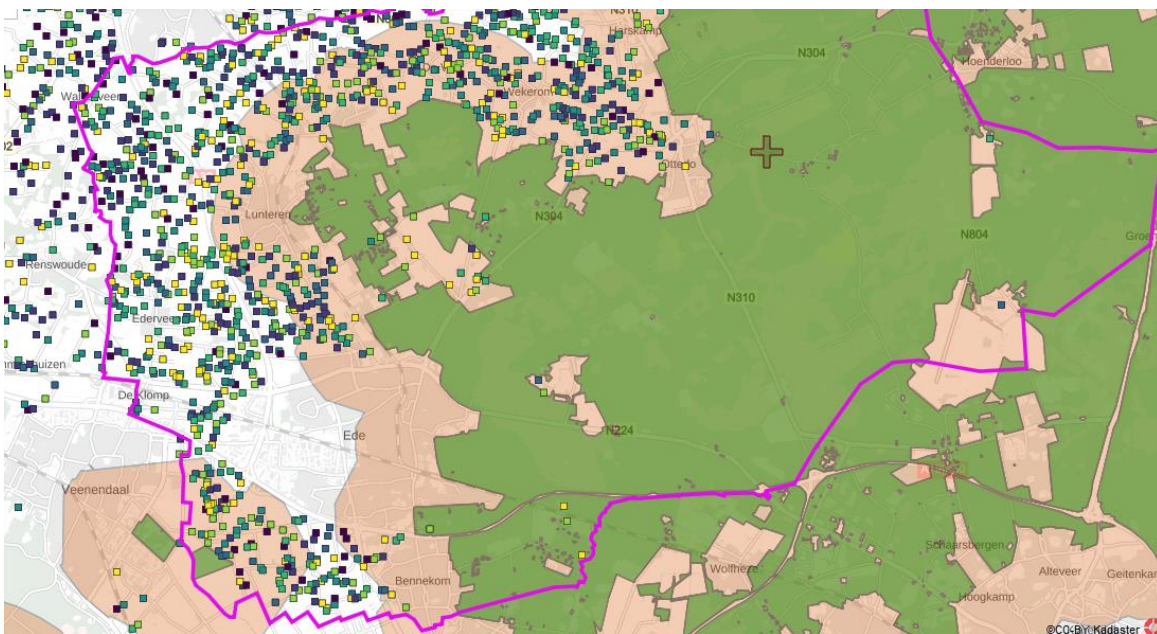 N310
Harskamp
N304
Hoenderloo
Wekerom
Otterlo
Lunteren
N304
N804
Renswoude
N310
Ederveen
De Klomp
Ede
N224
Veenendaal
Schaarsbergen
Wolfheze
Bennekom
Alteveer
Hoogkamp
©CC-BY Kadaster